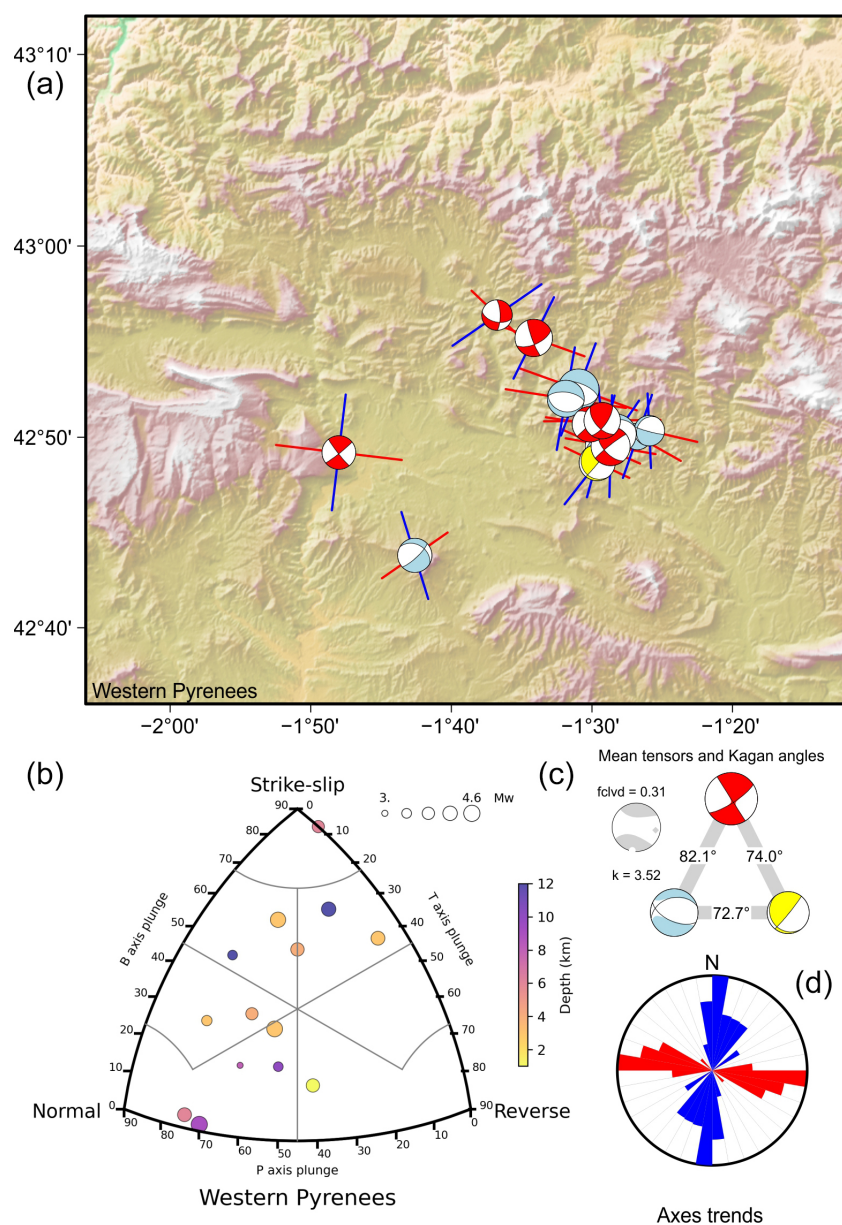 43°10'
(a)
43°00'
42°50'
42°40'
Western Pyrenees
−2°00'
−1°50'
−1°40'
−1°30'
−1°20'
(b)
Strike-slip
90
0
80
10
70
20
60
30
50
40
40
50
30
60
20
70
10
80
0
90
B axis plunge
T axis plunge
3.
4.6
Mw
12
10
8
6
4
2
Depth (km)
Normal
Reverse
90
80
70
60
50
40
30
20
10
0
P axis plunge
Western Pyrenees
(c)
Mean tensors and Kagan angles
fclvd = 0.31
82.1°
74.0°
k = 3.52
72.7°
N
(d)
Axes trends